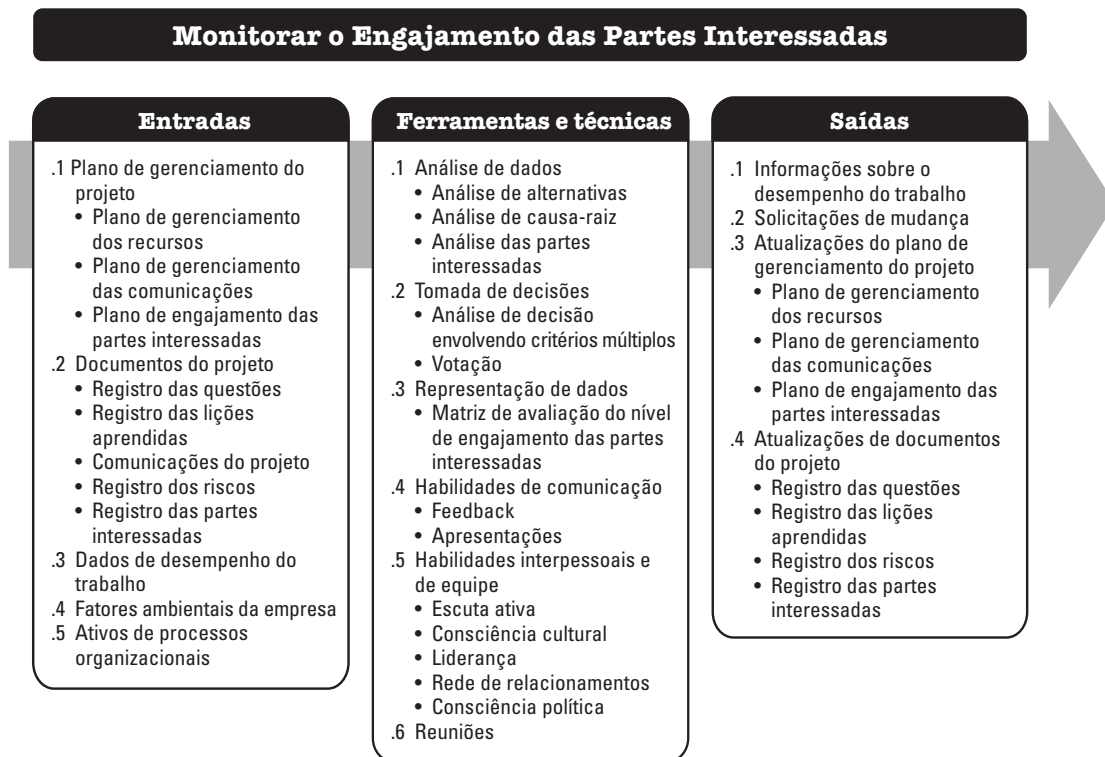 Monitorar o Engajamento das Partes Interessadas
Entradas
.1 Plano de gerenciamento do
projeto
• Plano de gerenciamento
dos recursos
• Plano de gerenciamento
das comunicações
• Plano de engajamento das
partes interessadas
.2 Documentos do projeto
• Registro das questões
• Registro das lições
aprendidas
• Comunicações do projeto
• Registro dos riscos
• Registro das partes
interessadas
.3 Dados de desempenho do
trabalho
.4 Fatores ambientais da empresa
.5 Ativos de processos
organizacionais
Ferramentas e técnicas
.1 Análise de dados
• Análise de alternativas
• Análise de causa-raiz
• Análise das partes
interessadas
.2 Tomada de decisões
• Análise de decisão
envolvendo critérios múltiplos
• Votação
.3 Representação de dados
• Matriz de avaliação do nível
de engajamento das partes
interessadas
.4 Habilidades de comunicação
• Feedback
• Apresentações
.5 Habilidades interpessoais e
de equipe
• Escuta ativa
• Consciência cultural
• Liderança
• Rede de relacionamentos
• Consciência política
.6 Reuniões
Saídas
.1 Informações sobre o
desempenho do trabalho
.2 Solicitações de mudança
.3 Atualizações do plano de
gerenciamento do projeto
• Plano de gerenciamento
dos recursos
• Plano de gerenciamento
das comunicações
• Plano de engajamento das
partes interessadas
.4 Atualizações de documentos
do projeto
• Registro das questões
• Registro das lições
aprendidas
• Registro dos riscos
• Registro das partes
interessadas